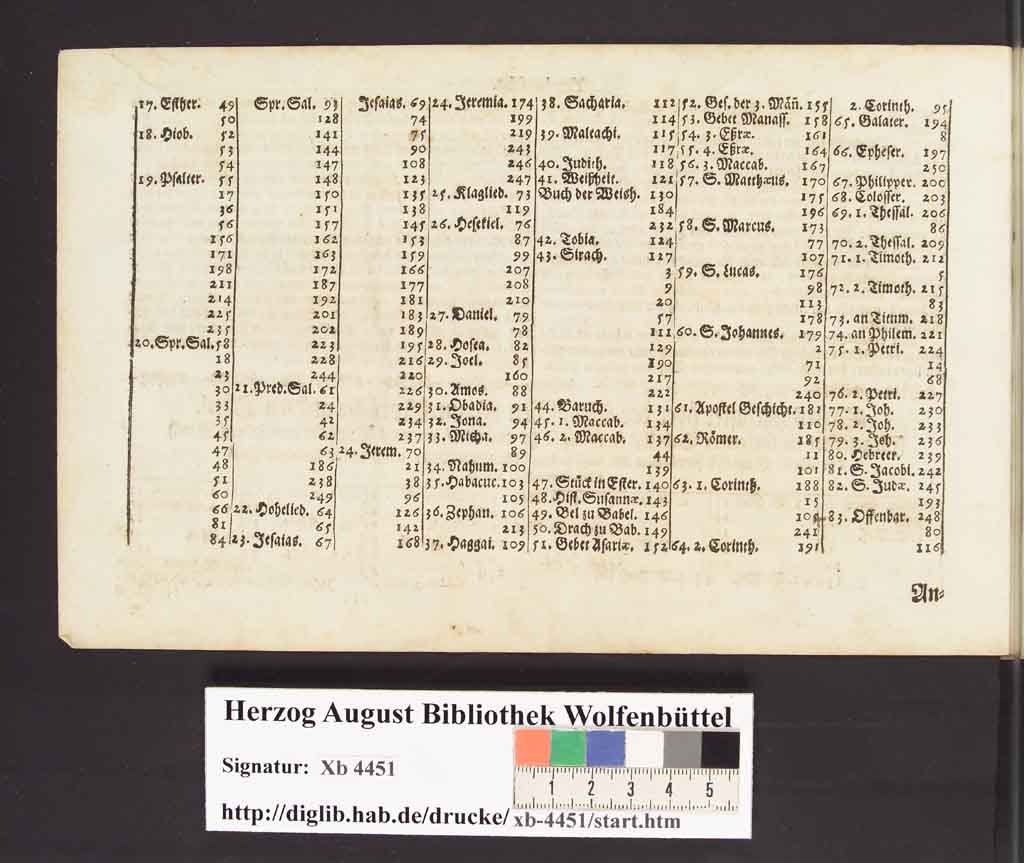 17. Esther. 49
50
18. Hiob. 52
53
54
19. Psalter. 55
17
36
56
156
171
198
211
214
225
235
20. Spr. Sal. 58
18
23
30
33
35
45
47
48
51
60
66
81
84
Spr. Sal. 93
128
141
144
147
148
150
151
157
162
163
172
187
192
201
202
223
228
244
21. Pred. Sal. 61
24
42
62
63
186
238
249
22. Hohelied. 64
65
23. Jesaias. 67
Jesaias. 69
74
75
90
108
123
135
138
145
153
159
166
177
181
183
189
195
216
220
226
229
234
237
24. Jerem. 70
21
38
96
126
142
168
24. Jeremia. 174
199
219
243
246
247
25. Klaglied. 73
119
26. Hesekiel. 76
87
99
207
208
210
27. Daniel. 79
78
28. Hosea. 82
29. Joel. 85
160
30. Amos. 88
31. Obadia. 91
32. Jona. 94
33. Micha. 97
89
34. Nahum. 100
35. Habacuc. 103
105
36. Zephan. 106
213
37. Haggai. 109
38. Sacharia. 112
114
39. Maleachi. 115
117
40. Judith. 118
41. Weißheit. 121
Buch der Weish. 130
184
232
42. Tobia. 124
43. Sirach. 127
3
9
20
57
111
129
190
217
222
44. Baruch. 131
45. 1. Maccab. 134
46. 2. Maccab. 137
44
139
47. Stück in Ester. 140
48. Hist. Susannæ. 143
49. Bel zu Babel. 146
50. Drach zu Bab. 149
51. Gebet Asariæ. 152
52. Ges. der 3. Mäñ. 155
53. Gebet Manass. 158
54. 3. Eßræ. 161
55. 4. Eßræ. 164
56. 3. Maccab. 167
57. S. Matthæus. 170
175
196
58. S. Marcus. 173
77
107
59. S. Lucas. 176
98
113
178
60. S. Johannes. 179
2
71
92
240
61. Apostel Geschicht. 181
110
62. Römer. 185
11
101
63. 1. Corinth. 188
15
241
64. 2. Corinth. 191
2. Corinth. 95
65. Galater. 194
8
66. Epheser. 197
250
67. Philipper. 200
68. Colosser. 203
69. 1. Thessal. 206
86
70. 2. Thessal. 209
71. 1. Timoth. 212
5
72. 2. Timoth. 215
83
73. an Titum. 218
74. an Philem. 221
75. 1. Petri. 224
14
68
76. 2. Petri. 227
77. 1. Joh. 230
78. 2. Joh. 233
79. 3. Joh. 236
80. Hebreer. 239
81. S. Jacobi. 242
82. S. Judæ. 245
193
83. Offenbar. 248
80
116
An⸗
Herzog August Bibliothek Wolfenbüttel
Signatur: Xb 4451
1 2 3 4 5
http://diglib.hab.de/drucke/xb-4451/start.htm